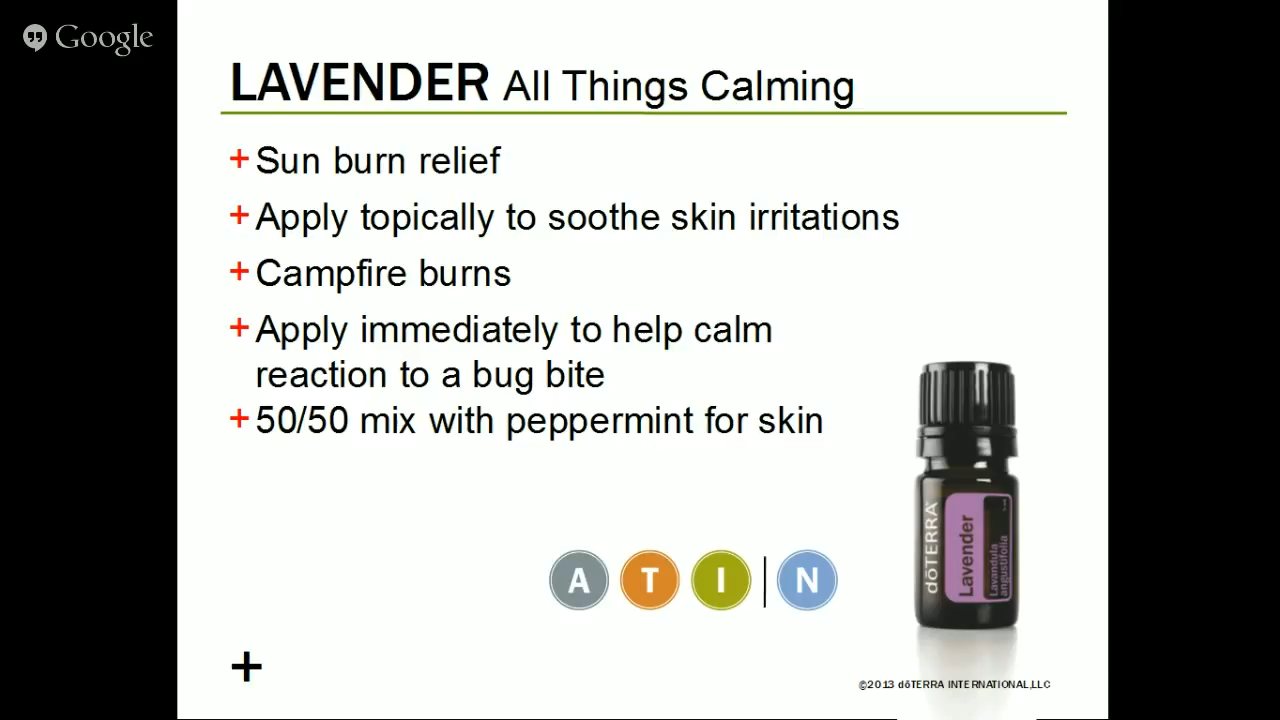 Google
LAVENDER All Things Calming
+ Sun burn relief
+ Apply topically to soothe skin irritations
+ Campfire burns
+ Apply immediately to help calm
reaction to a bug bite
+ 50/50 mix with peppermint for skin
A T I | N
dōTERRA
Lavender
Lavandula
angustifolia
+
©2013 dōTERRA INTERNATIONAL,LLC